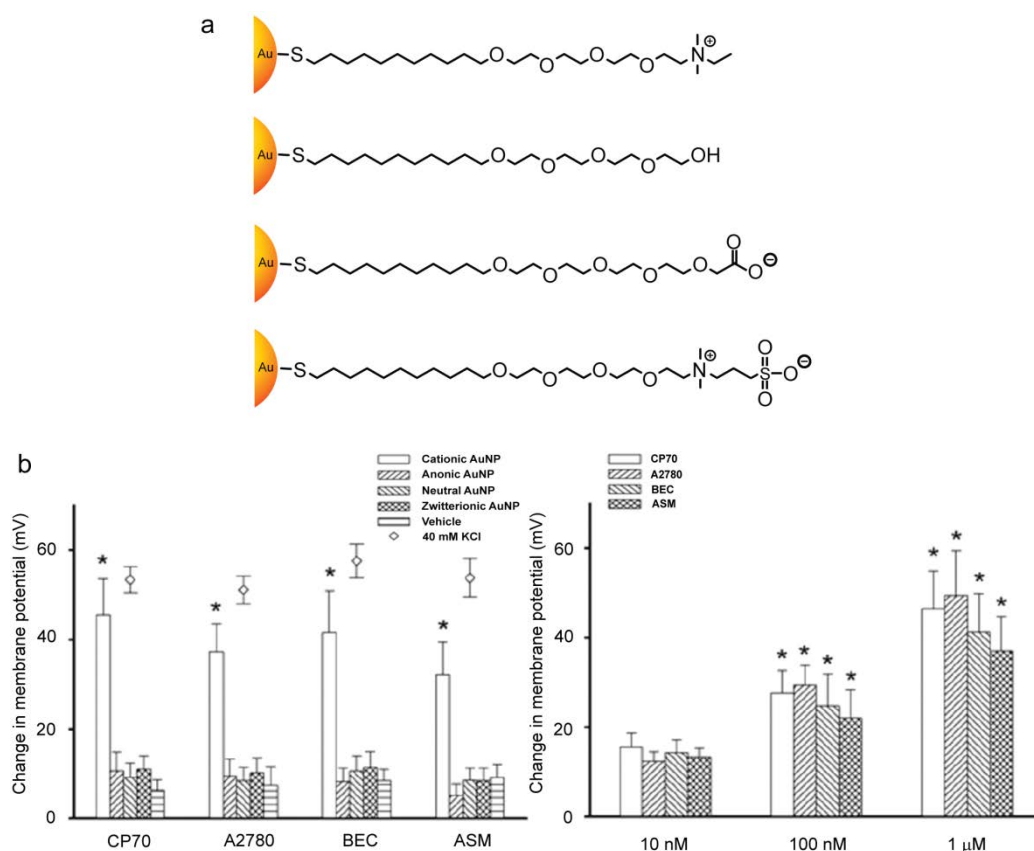 a
Au S O O O O N ⊕
Au S O O O O OH
Au S O O O O O O O ⊖
Au S O O O O N ⊕ O S O ⊖ O
b
Change in membrane potential (mV)
60
40
20
0
Cationic AuNP
Anonic AuNP
Neutral AuNP
Zwitterionic AuNP
Vehicle
40 mM KCl
* * * *
CP70 A2780 BEC ASM
Change in membrane potential (mV)
60
40
20
0
CP70
A2780
BEC
ASM
* * * * * * * *
10 nM 100 nM 1 μM